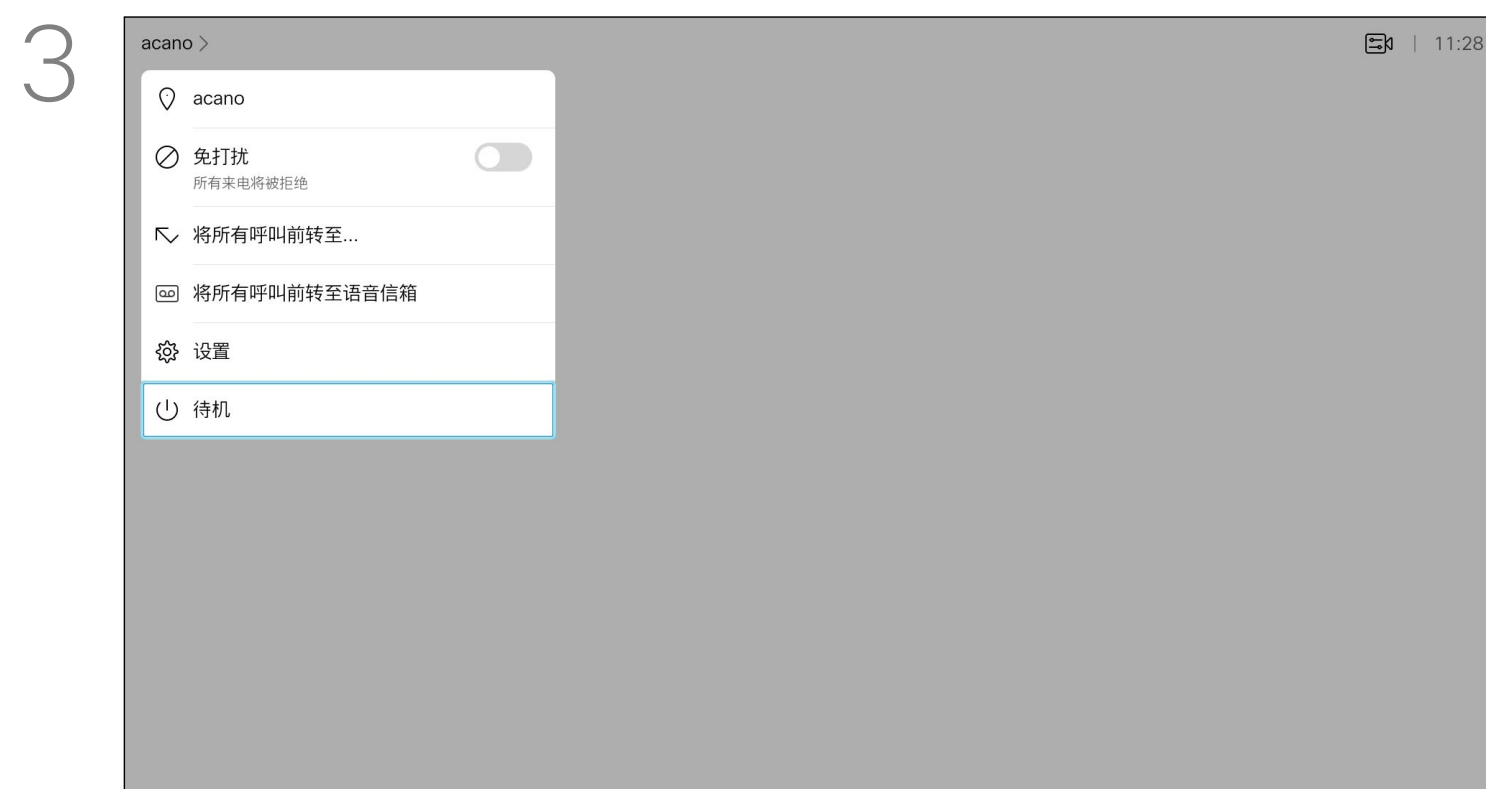 3
acano >
11:28
acano
免打扰
所有来电将被拒绝
将所有呼叫前转至...
将所有呼叫前转至语音信箱
设置
待机